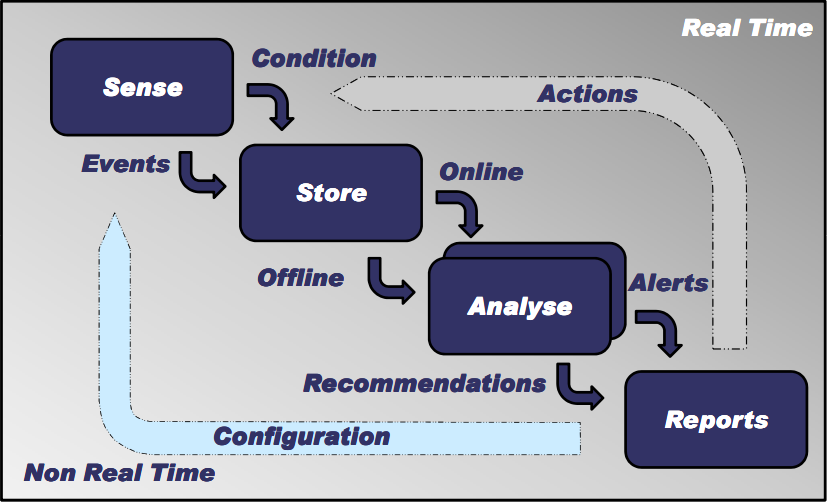 Real Time
Condition
Sense
Actions
Events
Online
Store
Offline
Alerts
Analyse
Recommendations
Reports
Configuration
Non Real Time